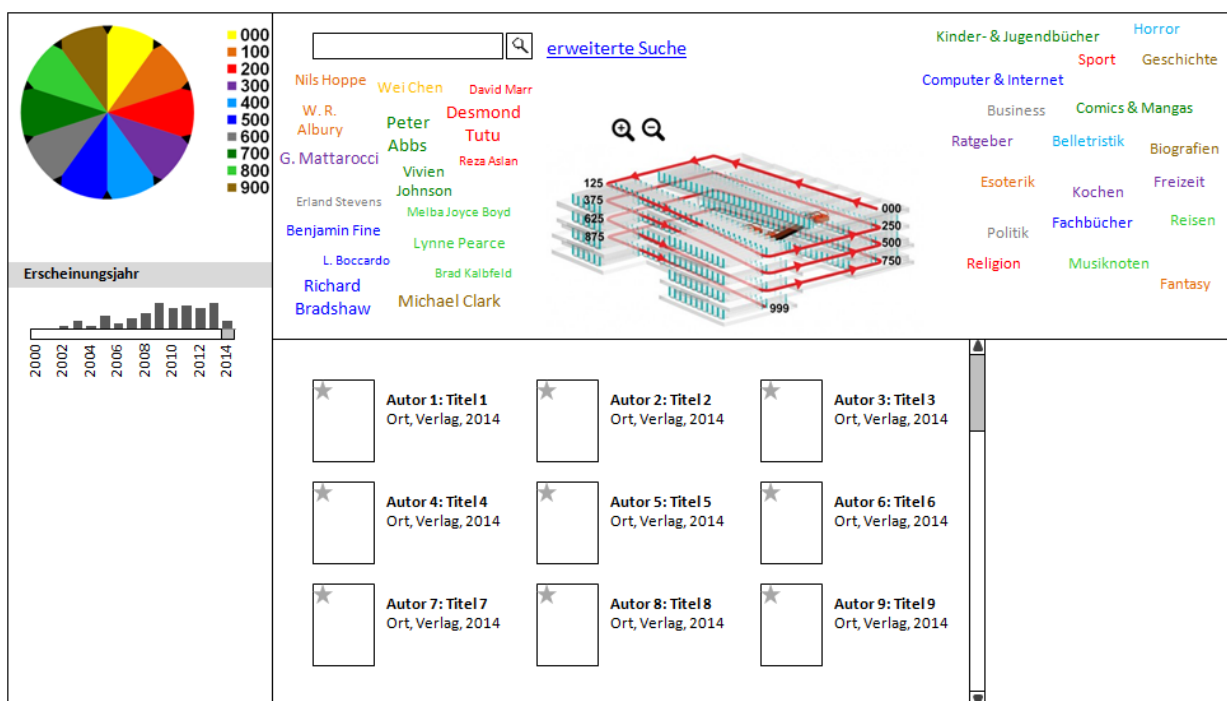 000
100
200
300
400
500
600
700
800
900
Erscheinungsjahr
2000
2002
2004
2006
2008
2010
2012
2014
erweiterte Suche
Nils Hoppe
Wei Chen
David Marr
W. R.
Albury
Peter
Abbs
Desmond
Tutu
G. Mattarocci
Reza Aslan
Vivien
Johnson
Erland Stevens
Melba Joyce Boyd
Benjamin Fine
Lynne Pearce
L. Boccardo
Brad Kalbfeld
Richard
Bradshaw
Michael Clark
125
375
625
875
000
250
500
750
999
Kinder- & Jugendbücher
Horror
Sport
Geschichte
Computer & Internet
Business
Comics & Mangas
Ratgeber
Belletristik
Biografien
Esoterik
Kochen
Freizeit
Politik
Fachbücher
Reisen
Religion
Musiknoten
Fantasy
Autor 1: Titel 1
Ort, Verlag, 2014
Autor 2: Titel 2
Ort, Verlag, 2014
Autor 3: Titel 3
Ort, Verlag, 2014
Autor 4: Titel 4
Ort, Verlag, 2014
Autor 5: Titel 5
Ort, Verlag, 2014
Autor 6: Titel 6
Ort, Verlag, 2014
Autor 7: Titel 7
Ort, Verlag, 2014
Autor 8: Titel 8
Ort, Verlag, 2014
Autor 9: Titel 9
Ort, Verlag, 2014